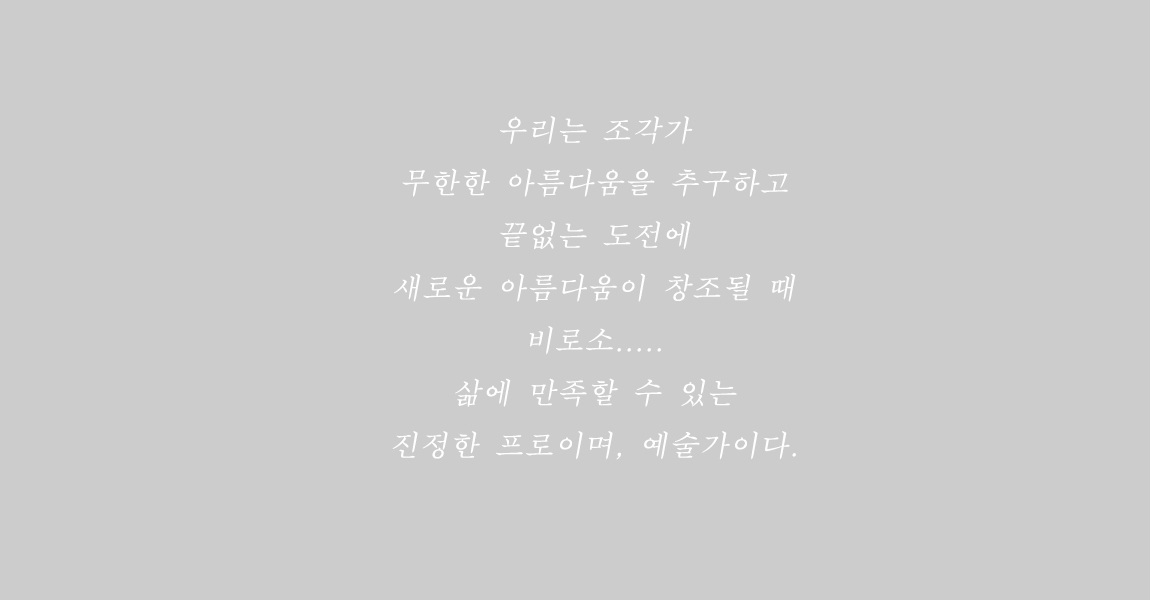 우리는 조각가
무한한 아름다움을 추구하고
끝없는 도전에
새로운 아름다움이 창조될 때
비로소.....
삶에 만족할 수 있는
진정한 프로이며, 예술가이다.